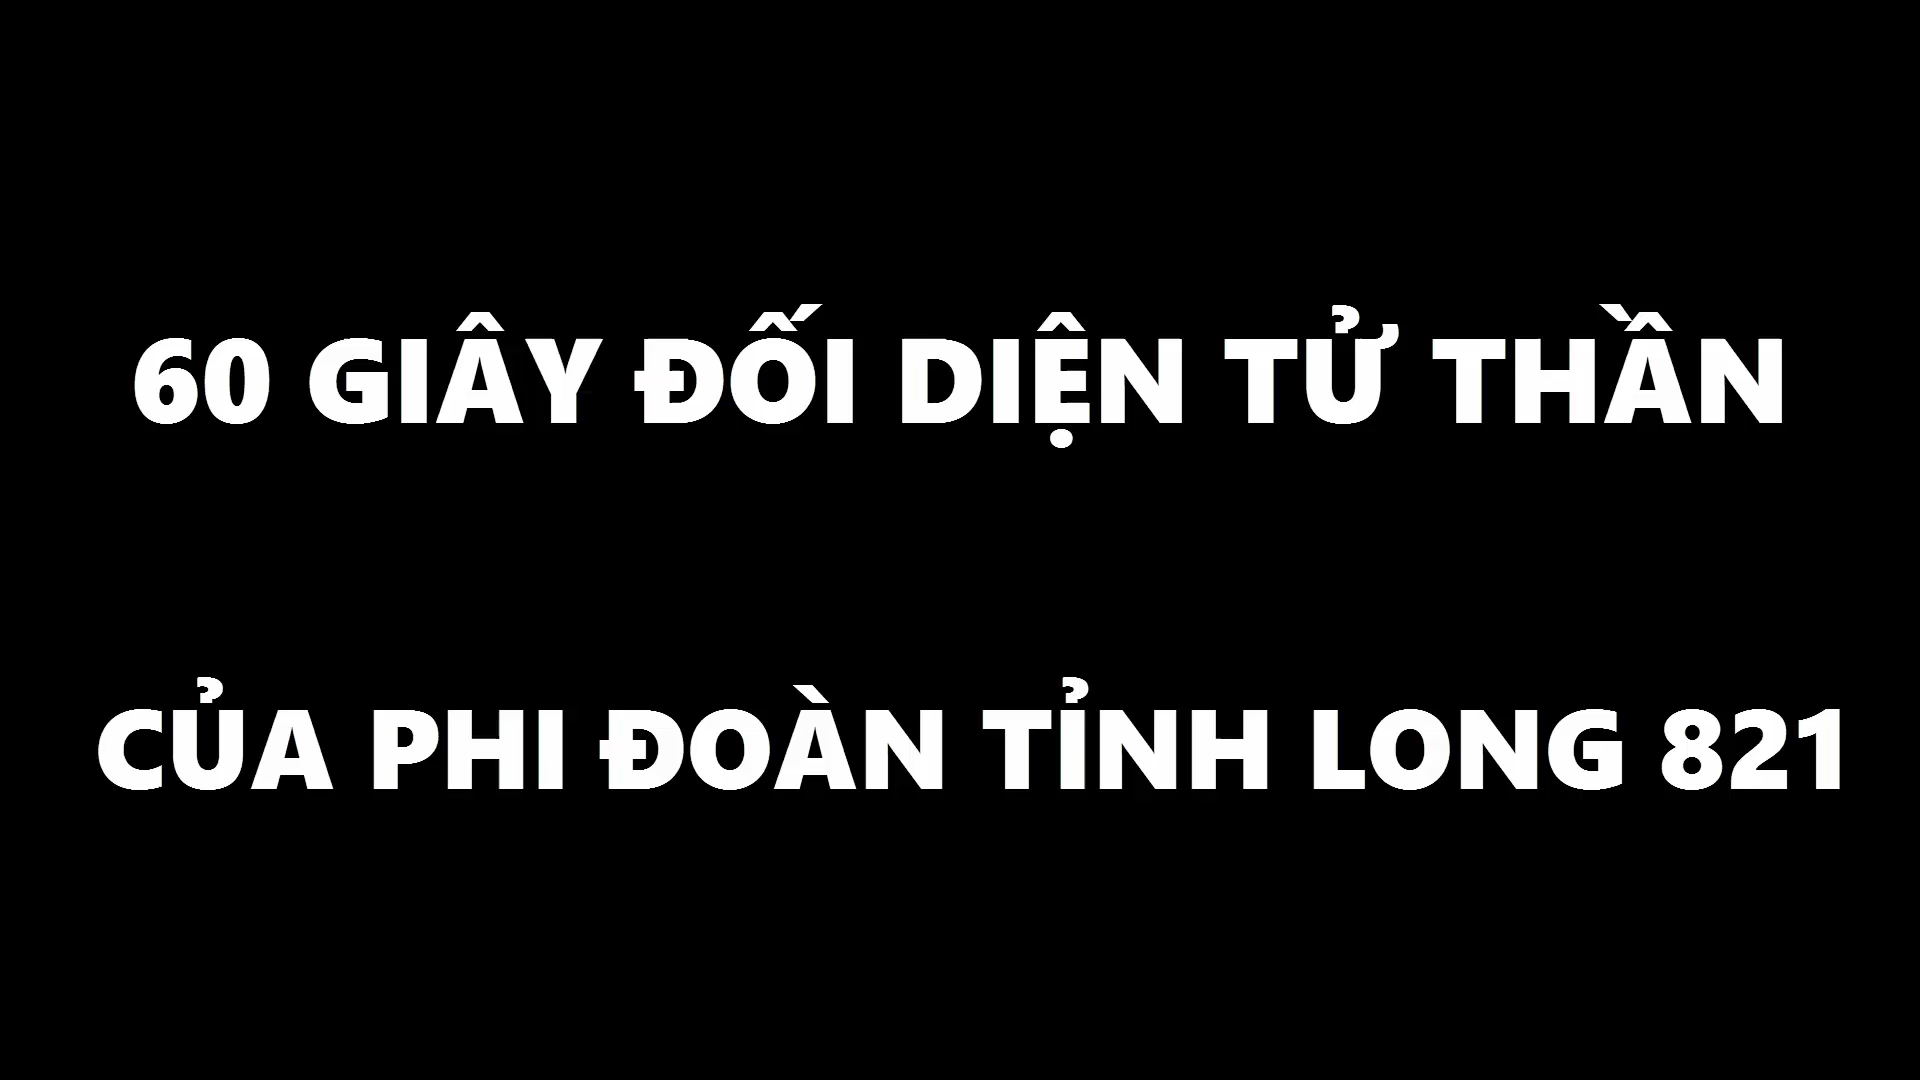 60 GIÂY ĐỐI DIỆN TỬ THẦN
CỦA PHI ĐOÀN TỈNH LONG 821